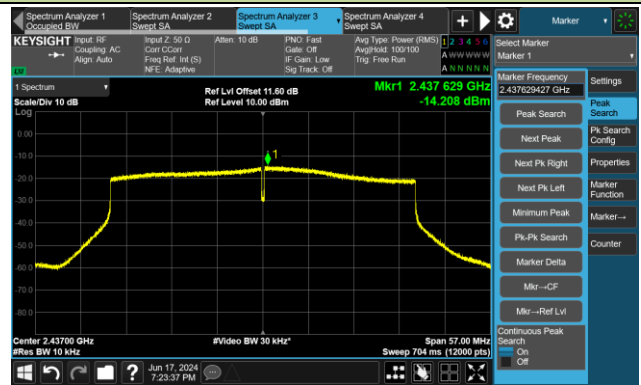 Spectrum Analyzer 1
Occupied BW
Spectrum Analyzer 2
Swept SA
Spectrum Analyzer 3
Swept SA
Spectrum Analyzer 4
Swept SA
Marker
KEYSIGHT
Input: RF
Coupling: AC
Align: Auto
Input Z: 50 Ω
Corr CCorr
Freq Ref: Int (S)
NFE: Adaptive
Atten: 10 dB
PNO: Fast
Gate: Off
IF Gain: Low
Sig Track: Off
Avg Type: Power (RMS)
Avg|Hold: 100/100
Trig: Free Run
1 2 3 4 5 6
A W W W W W
A N N N N N
Select Marker
Marker 1
1 Spectrum
Scale/Div 10 dB
Log
Ref Lvl Offset 11.60 dB
Ref Level 10.00 dBm
Mkr1 2.437 629 GHz
-14.208 dBm
1
0.00
-10.0
-20.0
-30.0
-40.0
-50.0
-60.0
-70.0
-80.0
Center 2.43700 GHz
#Res BW 10 kHz
#Video BW 30 kHz*
Span 57.00 MHz
Sweep 704 ms (12000 pts)
Marker Frequency
2.437629427 GHz
Peak Search
Next Peak
Next Pk Right
Next Pk Left
Minimum Peak
Pk-Pk Search
Marker Delta
Mkr→CF
Mkr→Ref Lvl
Continuous Peak
Search
On
Off
Settings
Peak
Search
Pk Search
Config
Properties
Marker
Function
Marker→
Counter
?
Jun 17, 2024
7:23:37 PM